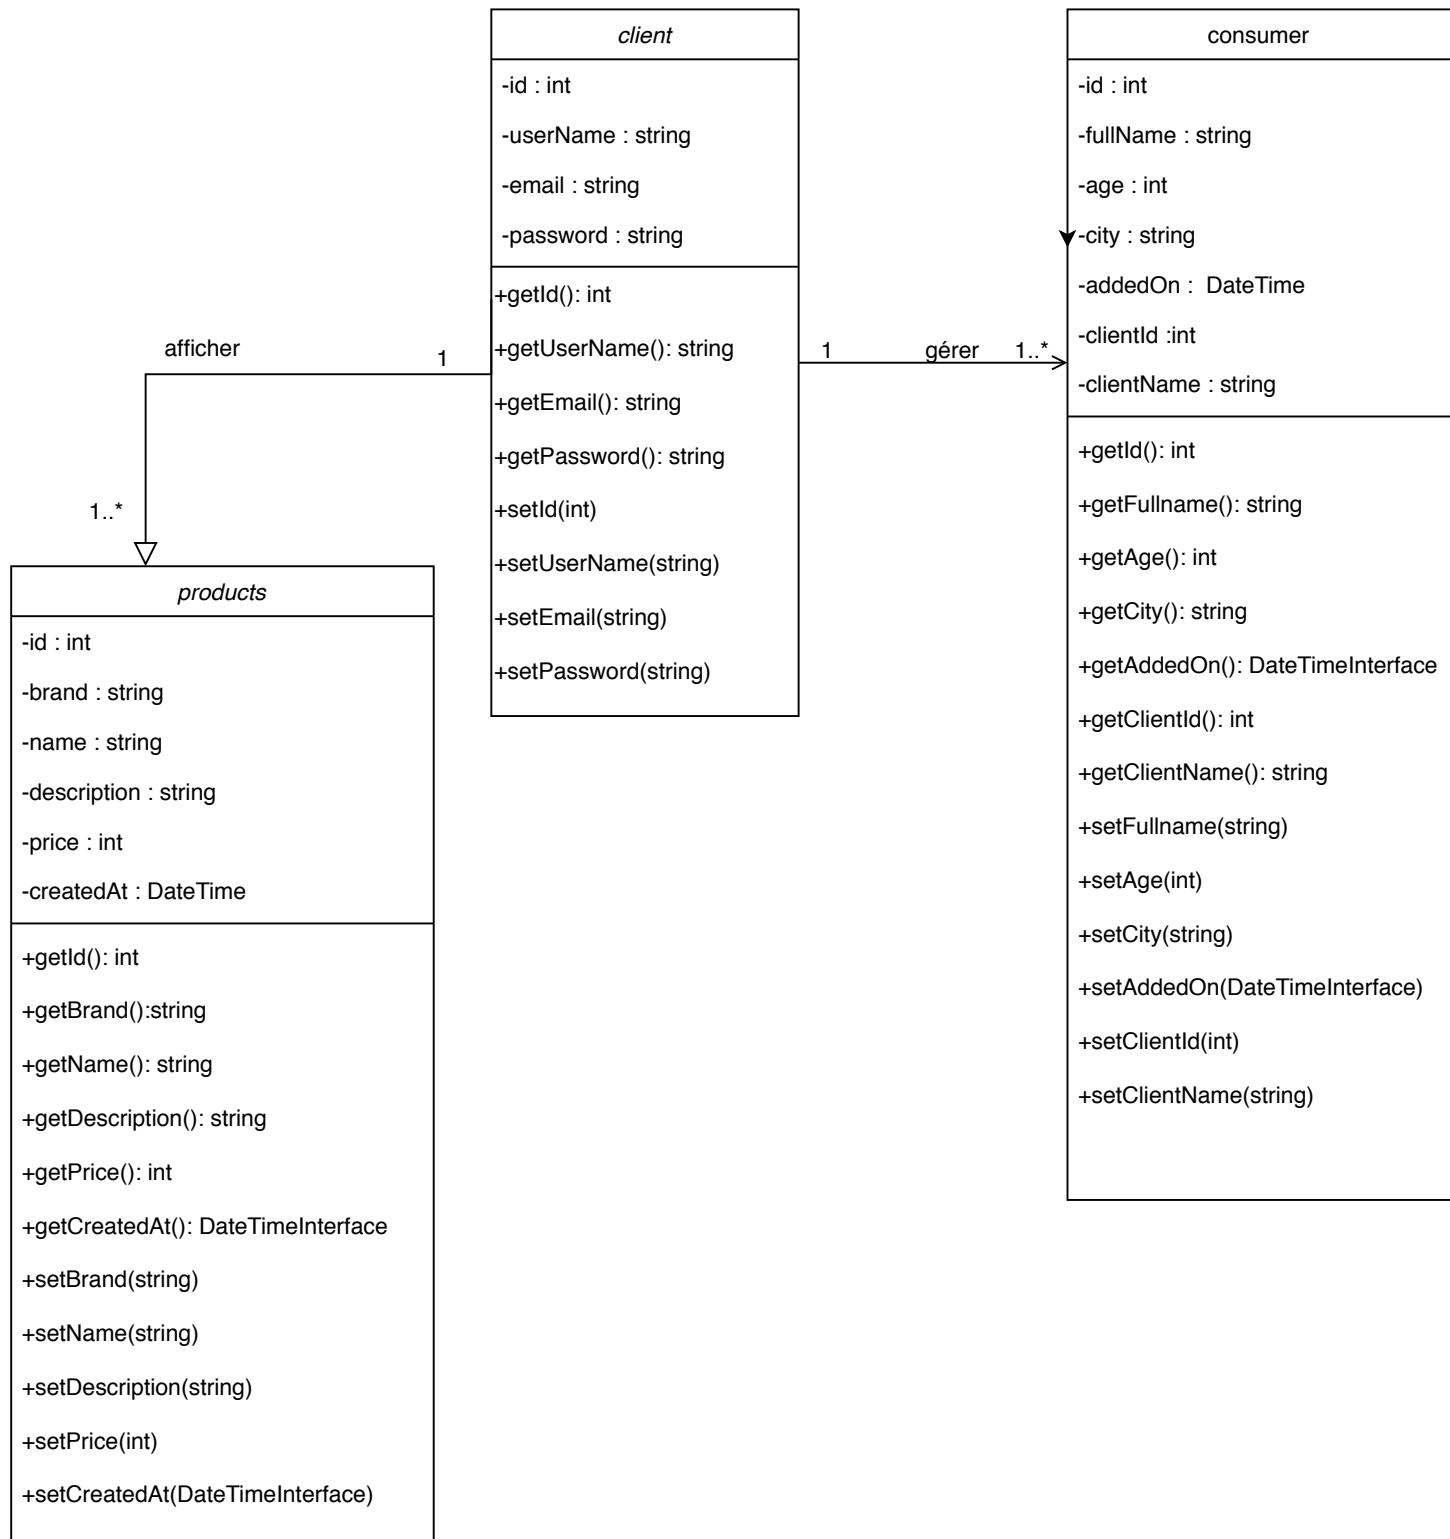 client
-id : int
-userName : string
-email : string
-password : string
+getId(): int
+getUserName(): string
+getEmail(): string
+getPassword(): string
+setId(int)
+setUserName(string)
+setEmail(string)
+setPassword(string)
afficher
1
1..*
1
gérer
1..*
consumer
-id : int
-fullName : string
-age : int
-city : string
-addedOn :  DateTime
-clientId :int
-clientName : string
+getId(): int
+getFullname(): string
+getAge(): int
+getCity(): string
+getAddedOn(): DateTimeInterface
+getClientId(): int
+getClientName(): string
+setFullname(string)
+setAge(int)
+setCity(string)
+setAddedOn(DateTimeInterface)
+setClientId(int)
+setClientName(string)
products
-id : int
-brand : string
-name : string
-description : string
-price : int
-createdAt : DateTime
+getId(): int
+getBrand():string
+getName(): string
+getDescription(): string
+getPrice(): int
+getCreatedAt(): DateTimeInterface
+setBrand(string)
+setName(string)
+setDescription(string)
+setPrice(int)
+setCreatedAt(DateTimeInterface)